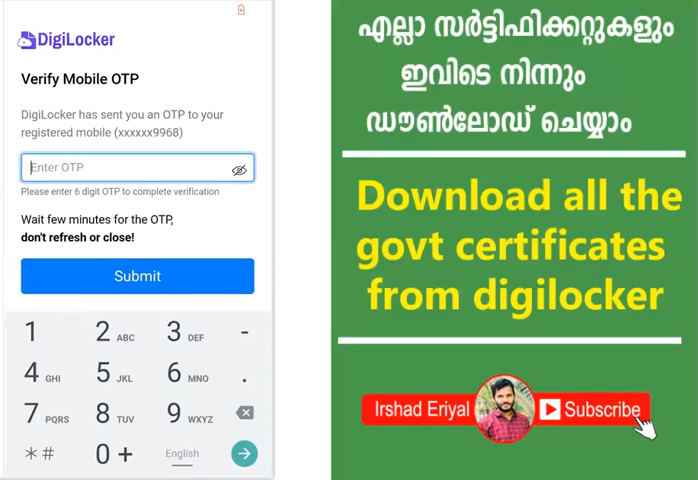 DigiLocker
Verify Mobile OTP
DigiLocker has sent you an OTP to your
registered mobile (xxxxxx9968)
Enter OTP
Please enter 6 digit OTP to complete verification
Wait few minutes for the OTP,
don't refresh or close!
Submit
1 2 ABC 3 DEF -
4 GHI 5 JKL 6 MNO .
7 PQRS 8 TUV 9 WXYZ
*# 0 + English
എല്ലാ സർട്ടിഫിക്കറ്റുകളും
ഇവിടെ നിന്നും
ഡൗൺലോഡ് ചെയ്യാം
Download all the
govt certificates
from digilocker
Irshad Eriyal Subscribe